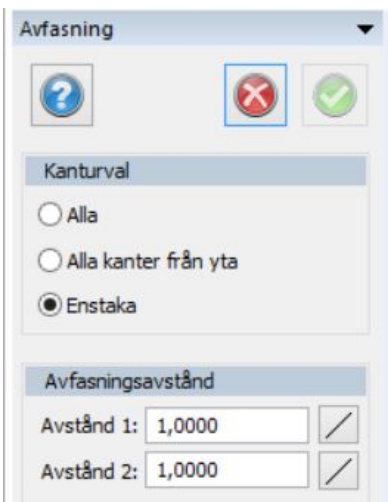 Avfasning
Kanturval
Alla
Alla kanter från yta
Enstaka
Avfasningsavstånd
Avstånd 1: 1,0000
Avstånd 2: 1,0000